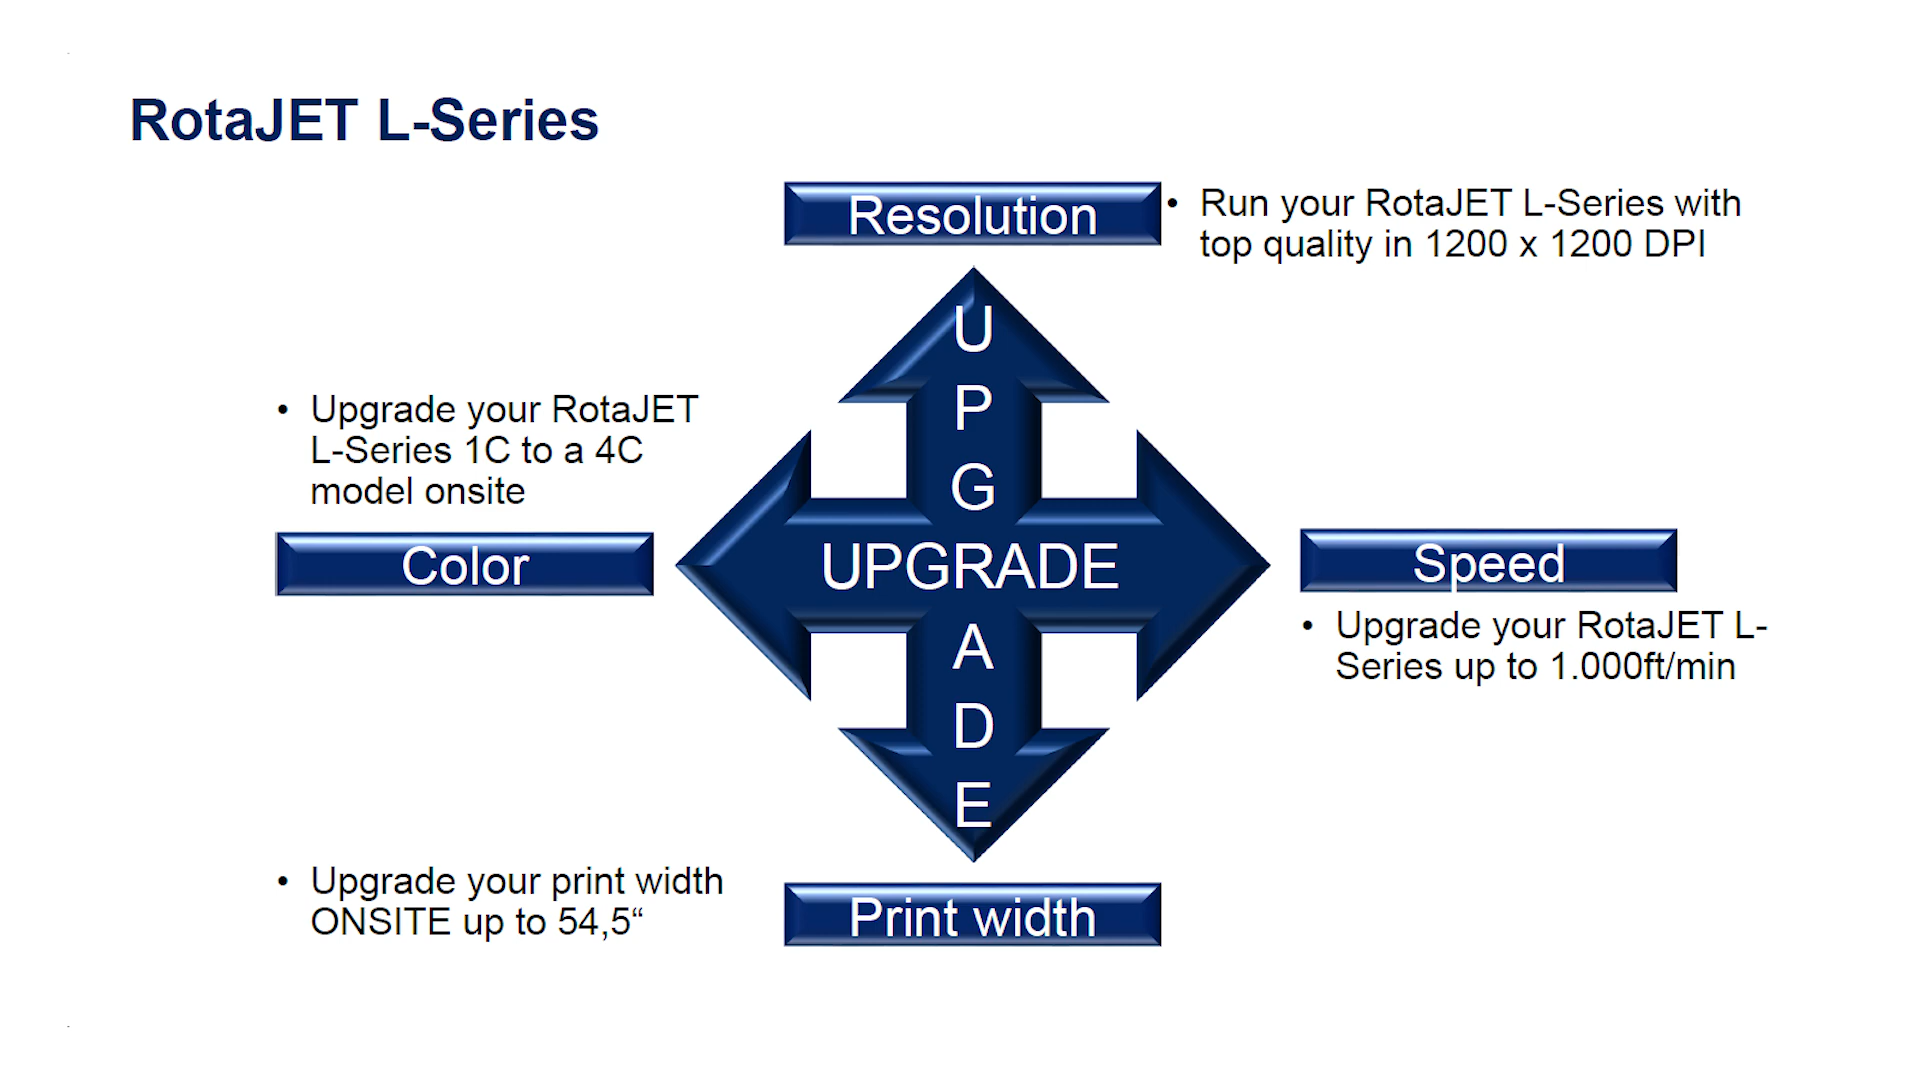 RotaJET L-Series
Resolution
• Run your RotaJET L-Series with
top quality in 1200 x 1200 DPI
• Upgrade your RotaJET
L-Series 1C to a 4C
model onsite
Color
U
P
G
UPGRADE
A
D
E
Speed
• Upgrade your RotaJET L-
Series up to 1.000ft/min
• Upgrade your print width
ONSITE up to 54,5“
Print width